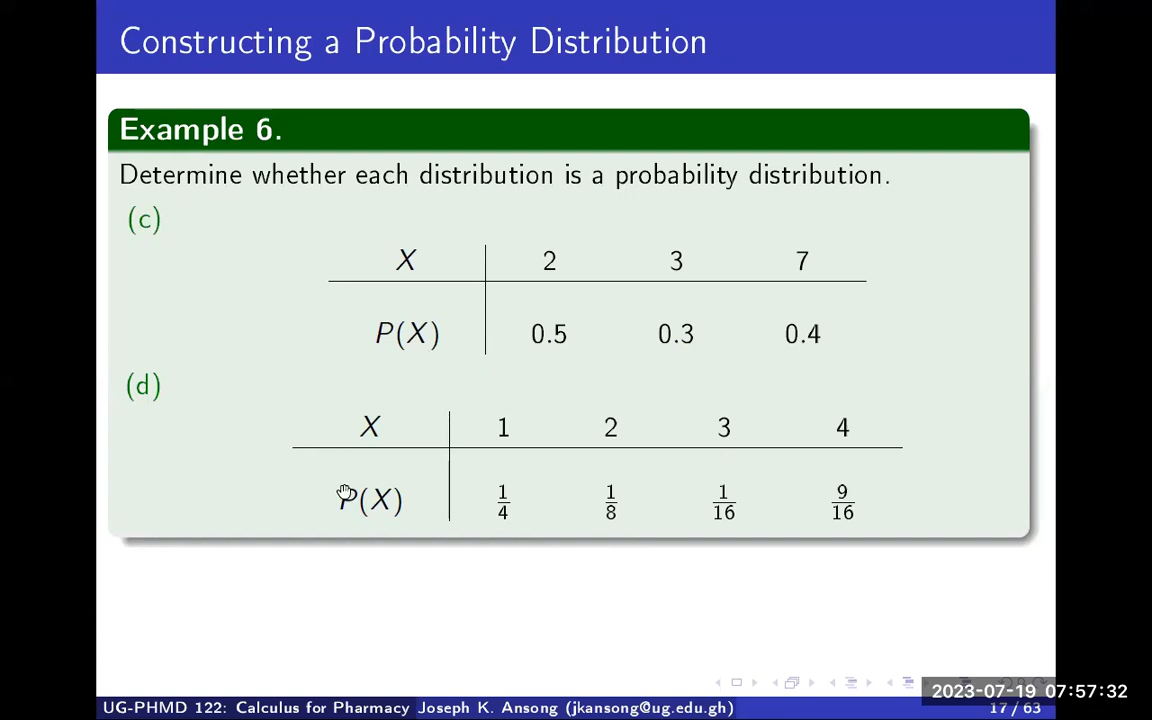 Constructing a Probability Distribution
Example 6.
Determine whether each distribution is a probability distribution.
(c)
X 2 3 7
P(X) 0.5 0.3 0.4
(d)
X 1 2 3 4
P(X) 1/4 1/8 1/16 9/16
2023-07-19 07:57:32
UG-PHMD 122: Calculus for Pharmacy Joseph K. Ansong (jkansong@ug.edu.gh) 17 / 63